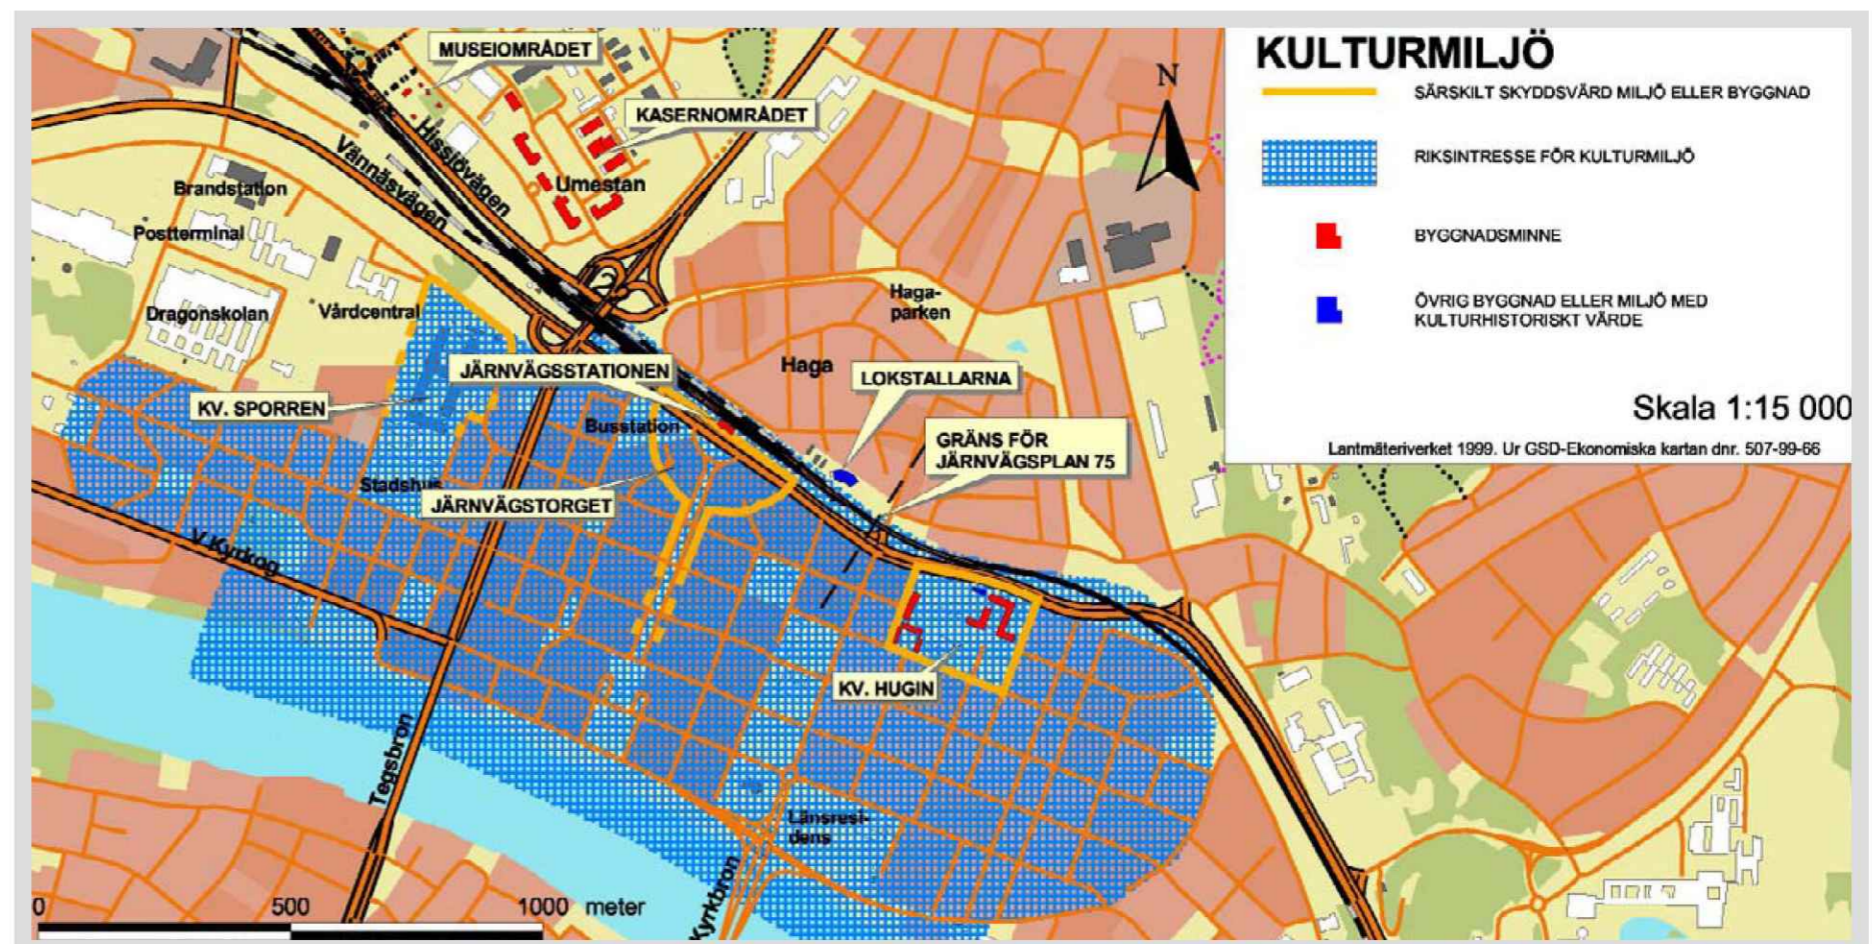 KULTURMILJÖ
SÄRSKILT SKYDDSVÄRD MILJÖ ELLER BYGGNAD
RIKSINTRESSE FÖR KULTURMILJÖ
BYGGNADSMINNE
ÖVRIG BYGGNAD ELLER MILJÖ MED
KULTURHISTORISKT VÄRDE
Skala 1:15 000
Lantmäteriverket 1999. Ur GSD-Ekonomiska kartan dnr. 507-99-66
N
MUSEIOMRÅDET
KASERNOMRÅDET
Hissjövägen
Vännäsvägen
Umestan
Brandstation
Postterminal
Dragonskolan
Vårdcentral
Haga-
parken
Haga
JÄRNVÄGSSTATIONEN
LOKSTALLARNA
KV. SPORREN
Busstation
GRÄNS FÖR
JÄRNVÄGSPLAN 75
Stadshus
JÄRNVÄGSTORGET
V Kyrkog
KV. HUGIN
Tegsbron
Länsresi-
dens
Kyrkbron
0 500 1000 meter